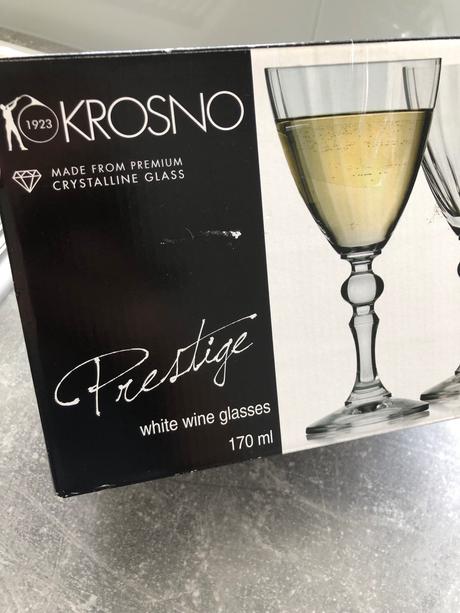 1923
KROSNO
MADE FROM PREMIUM
CRYSTALLINE GLASS
Prestige
white wine glasses
170 ml